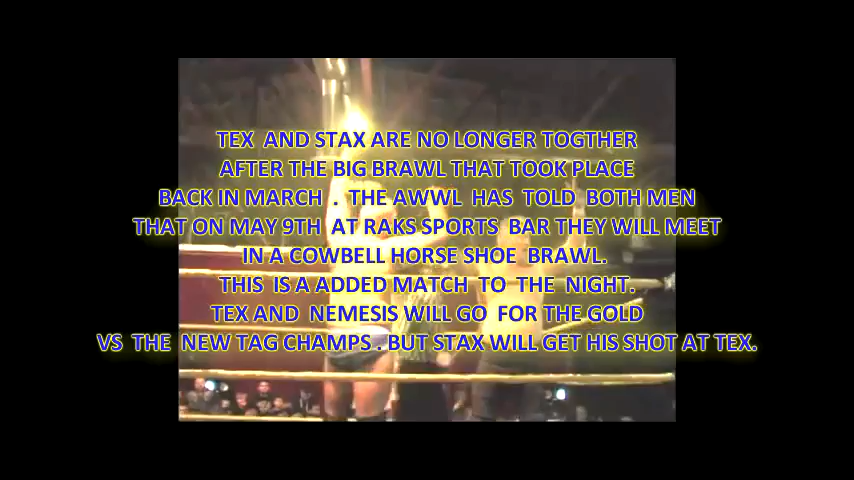 TEX AND STAX ARE NO LONGER TOGTHER
AFTER THE BIG BRAWL THAT TOOK PLACE
BACK IN MARCH . THE AWWL HAS TOLD BOTH MEN
THAT ON MAY 9TH AT RAKS SPORTS BAR THEY WILL MEET
IN A COWBELL HORSE SHOE BRAWL.
THIS IS A ADDED MATCH TO THE NIGHT.
TEX AND NEMESIS WILL GO FOR THE GOLD
VS THE NEW TAG CHAMPS . BUT STAX WILL GET HIS SHOT AT TEX.